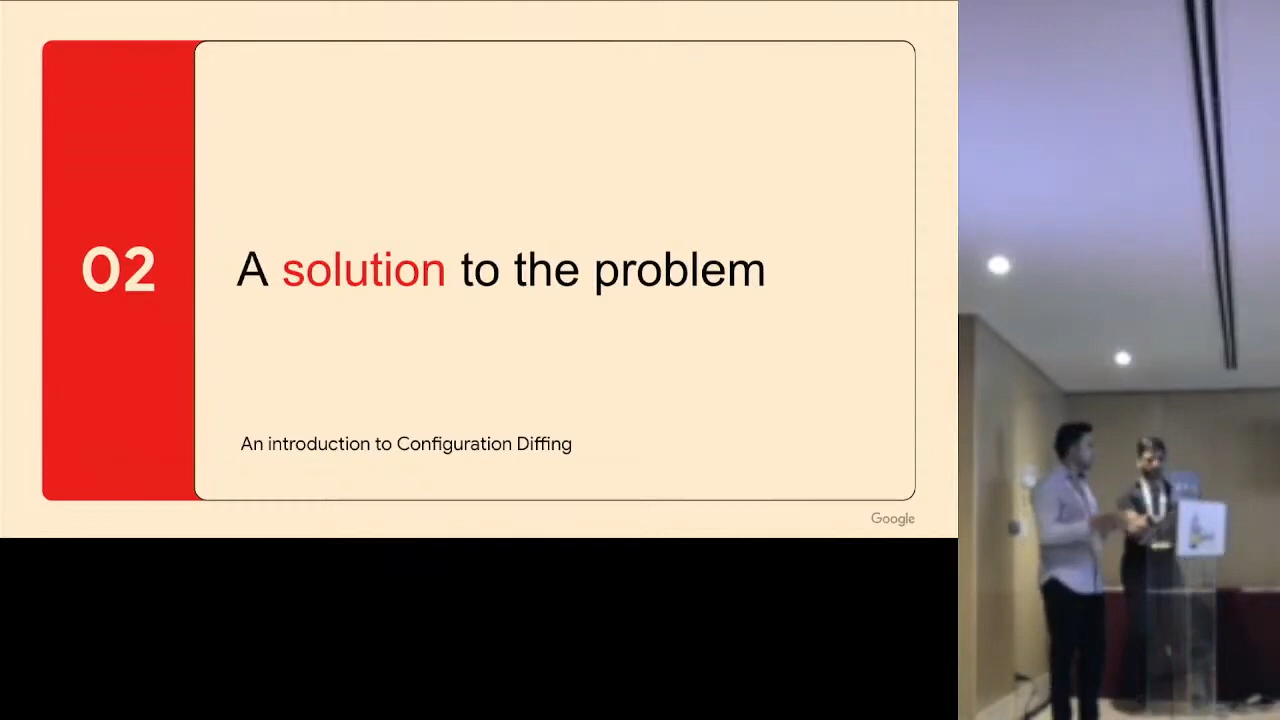 02
A solution to the problem
An introduction to Configuration Diffing
Google